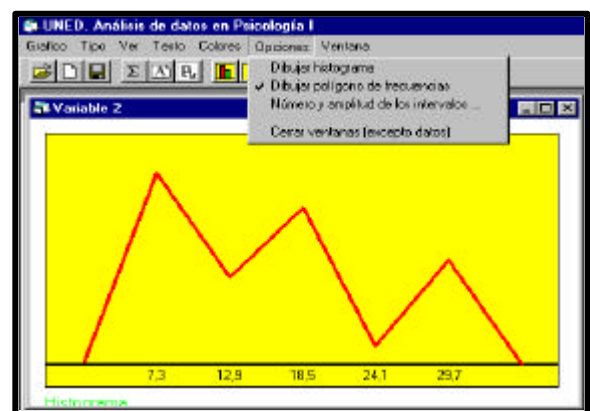 UNED. Análisis de datos en Psicología I
Grafico Tipo Ver Texto Colores Opciones Ventana
Dibujar histograma
Dibujar polígono de frecuencias
Número y amplitud de los intervalos ...
Cerrar ventanas (excepto datos)
Σ
Variable 2
7,3 12,9 18,5 24,1 29,7
Histograma